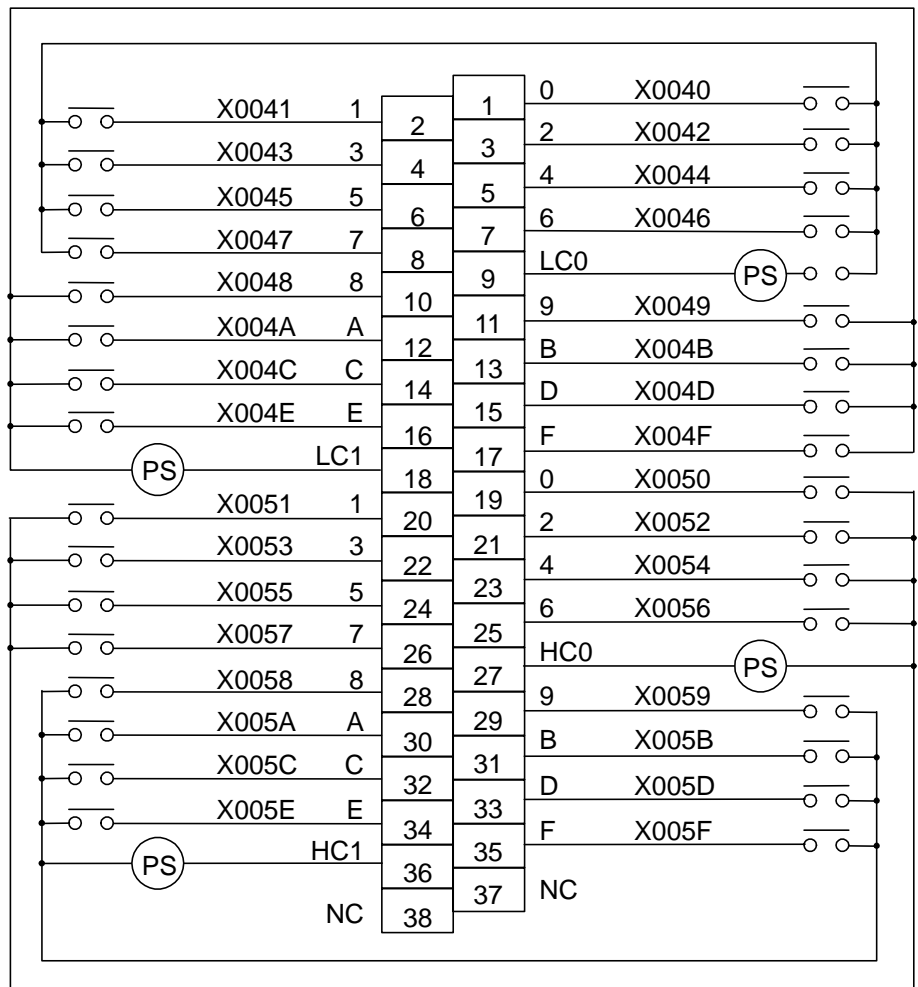 0 X0040
1
X0041 1
2
2 X0042
3
X0043 3
4
4 X0044
5
X0045 5
6
6 X0046
7
X0047 7
8
LC0 PS
9
X0048 8
10
9 X0049
11
X004A A
12
B X004B
13
X004C C
14
D X004D
15
X004E E
16
F X004F
17
PS LC1
18
0 X0050
19
X0051 1
20
2 X0052
21
X0053 3
22
4 X0054
23
X0055 5
24
6 X0056
25
X0057 7
26
HC0 PS
27
X0058 8
28
9 X0059
29
X005A A
30
B X005B
31
X005C C
32
D X005D
33
X005E E
34
F X005F
35
PS HC1
36
37 NC
NC 38